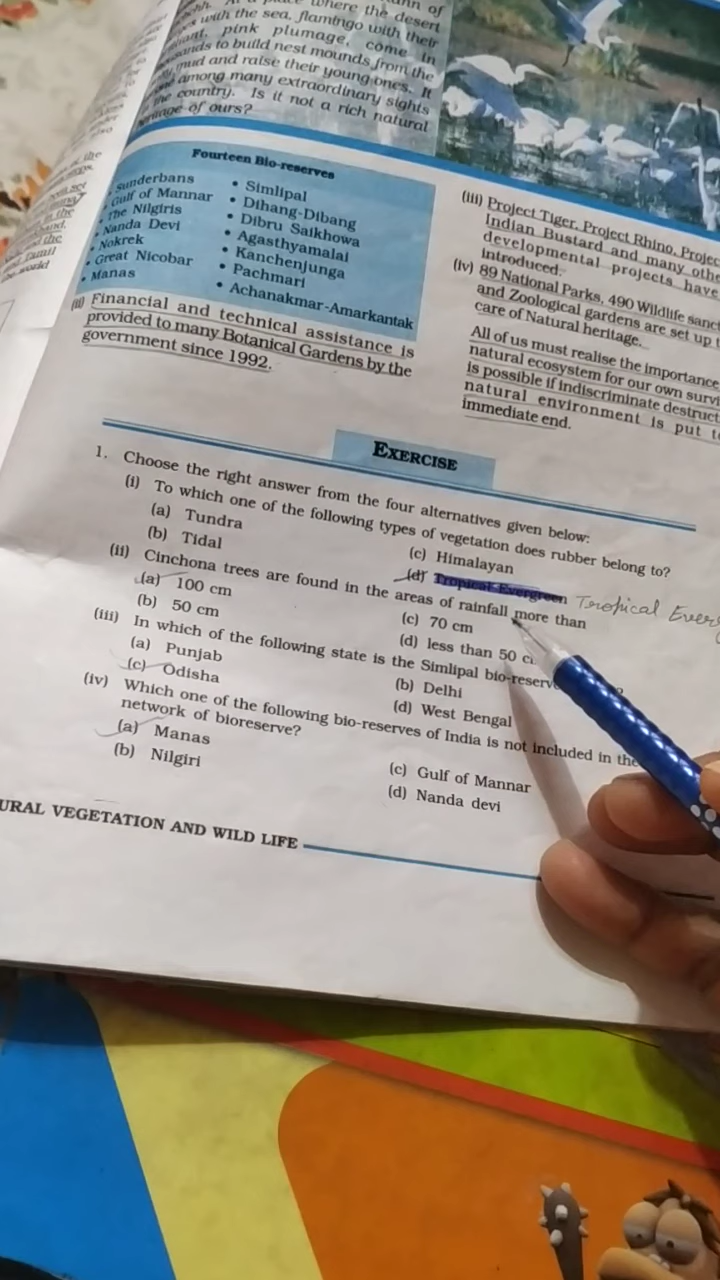 where the desert
with the sea, flamingo with their
pink plumage, come in
to build nest mounds from the
mud and raise their young ones. It
among many extraordinary sights
the country. Is it not a rich natural
of ours?
Fourteen Bio-reserves
• Sunderbans
• Gulf of Mannar
• The Nilgiris
• Nanda Devi
• Nokrek
• Great Nicobar
• Manas
• Simlipal
• Dihang-Dibang
• Dibru Saikhowa
• Agasthyamalai
• Kanchenjunga
• Pachmari
• Achanakmar-Amarkantak
(ii) Financial and technical assistance is
provided to many Botanical Gardens by the
government since 1992.
(iii) Project Tiger, Project Rhino,
Indian Bustard and many
developmental projects have
introduced.
(iv) 89 National Parks, 490 Wildlife
and Zoological gardens are set up
care of Natural heritage.
All of us must realise the importance
natural ecosystem for our own
is possible if indiscriminate
natural environment is put
immediate end.
EXERCISE
1. Choose the right answer from the four alternatives given below:
(i) To which one of the following types of vegetation does rubber belong to?
(a) Tundra
(c) Himalayan
(b) Tidal
(d) Tropical Evergreen Tropical
(ii) Cinchona trees are found in the areas of rainfall more than
(a) 100 cm
(c) 70 cm
(b) 50 cm
(d) less than 50
(iii) In which of the following state is the Simlipal
(a) Punjab
(b) Delhi
(c) Odisha
(d) West Bengal
(iv) Which one of the following bio-reserves of India is not included in the
network of bioreserve?
(a) Manas
(c) Gulf of Mannar
(b) Nilgiri
(d) Nanda devi
VEGETATION AND WILD LIFE